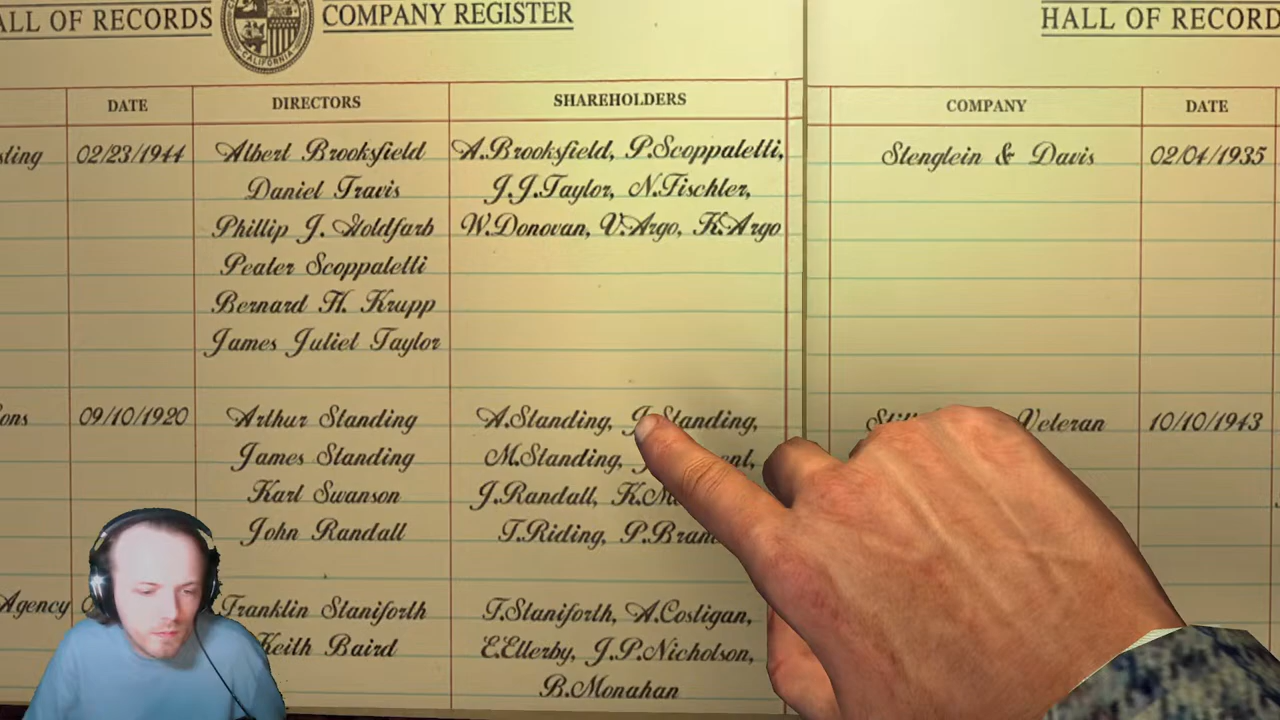 ALL OF RECORDS COMPANY REGISTER HALL OF RECORD
CALIFORNIA
DATE DIRECTORS SHAREHOLDERS COMPANY DATE
sting 02/23/1944 Albert Brooksfield A.Brooksfield, P.Scoppaletti, Stenglein & Davis 02/04/1935
Daniel Travis J.J.Taylor, N.Fischler,
Phillip J. Goldfarb W.Donovan, V.Argo, K.Argo
Peater Scoppaletti
Bernard H. Krupp
James Juliet Taylor
ons 09/10/1920 Arthur Standing A.Standing, J.Standing, Veteran 10/10/1943
James Standing M.Standing,
Karl Swanson J.Randall,
John Randall T.Riding,
Agency Franklin Staniforth T.Staniforth, A.Costigan,
Keith Baird E.Ellerby, J.P.Nicholson,
B.Monahan